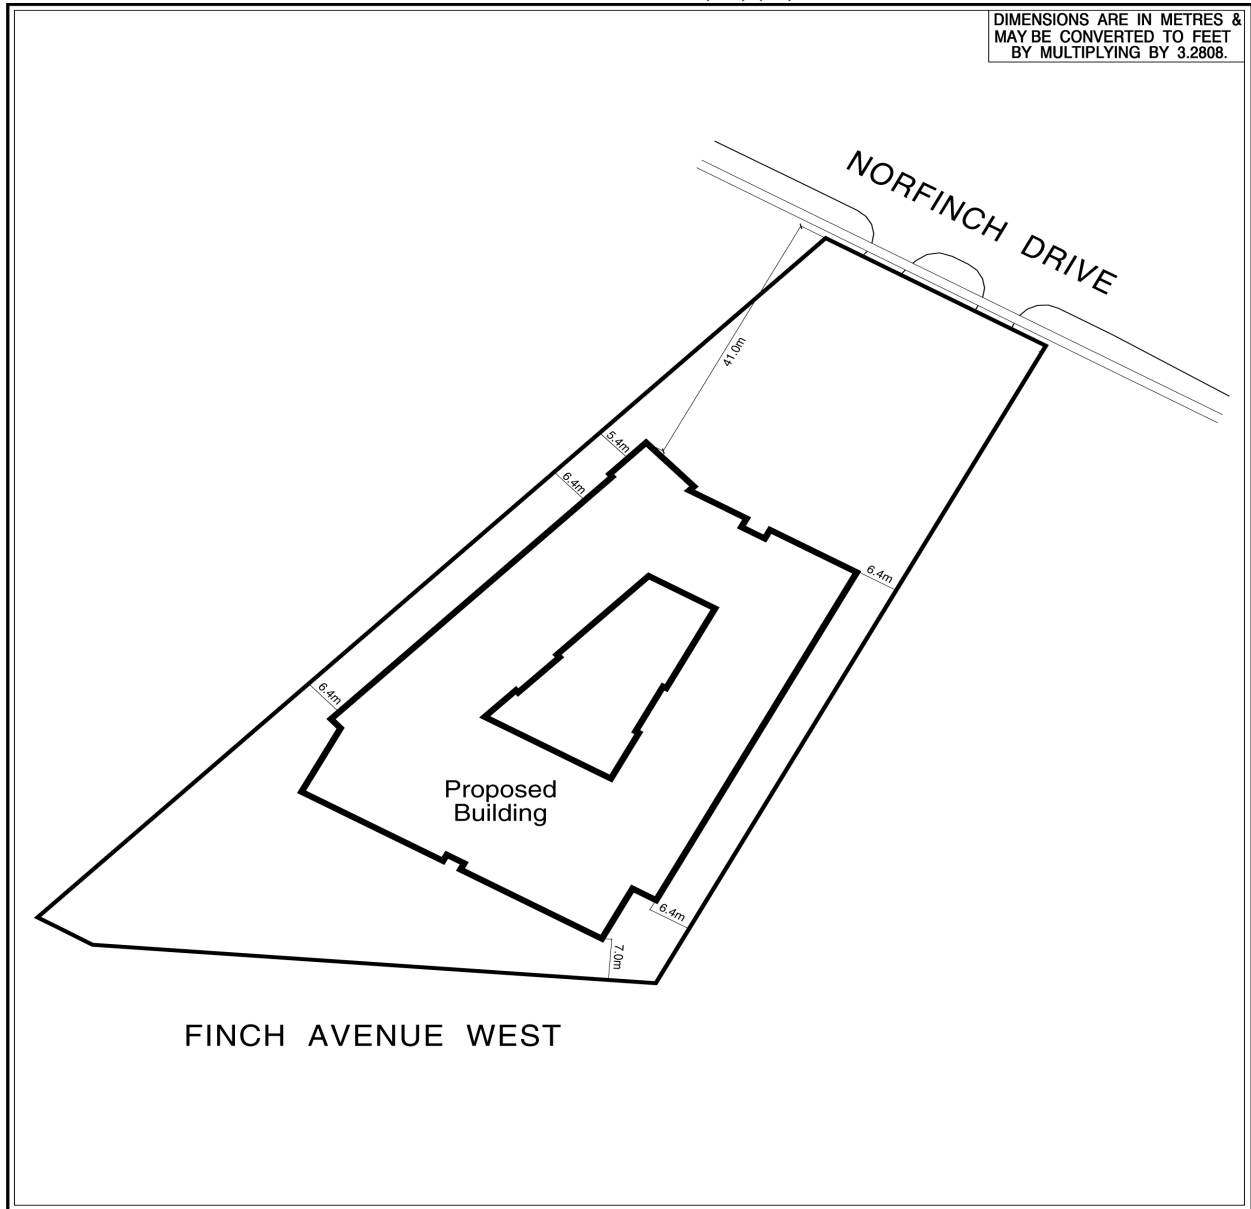 DIMENSIONS ARE IN METRES &
MAY BE CONVERTED TO FEET
BY MULTIPLYING BY 3.2808.
NORFINCH DRIVE
41.0m
5.4m
6.4m
6.4m
6.4m
Proposed
Building
6.4m
7.0m
FINCH AVENUE WEST